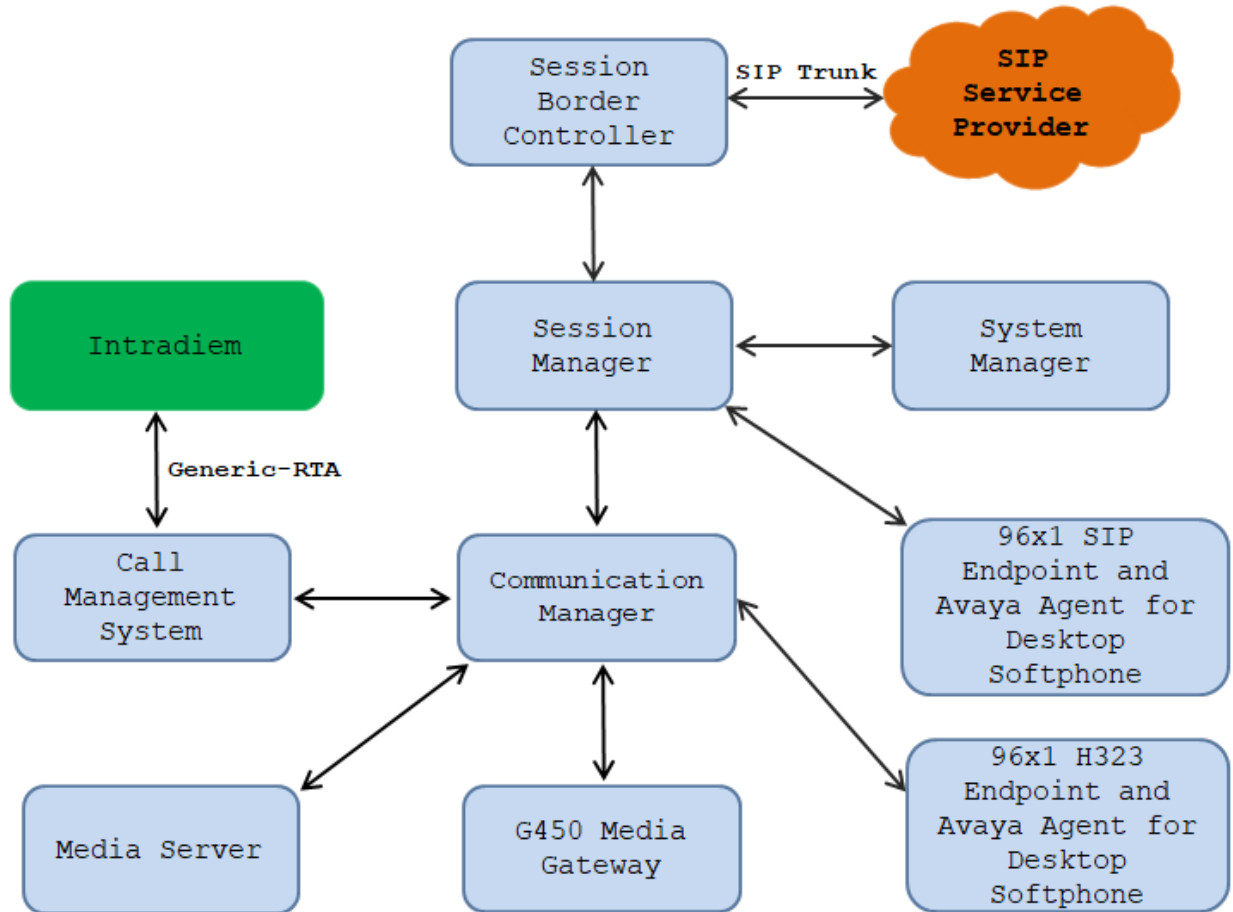 Session
Border
Controller
SIP Trunk
SIP
Service
Provider
Intradiem
Session
Manager
System
Manager
Generic-RTA
Call
Management
System
Communication
Manager
96x1 SIP
Endpoint and
Avaya Agent for
Desktop
Softphone
Media Server
G450 Media
Gateway
96x1 H323
Endpoint and
Avaya Agent for
Desktop
Softphone